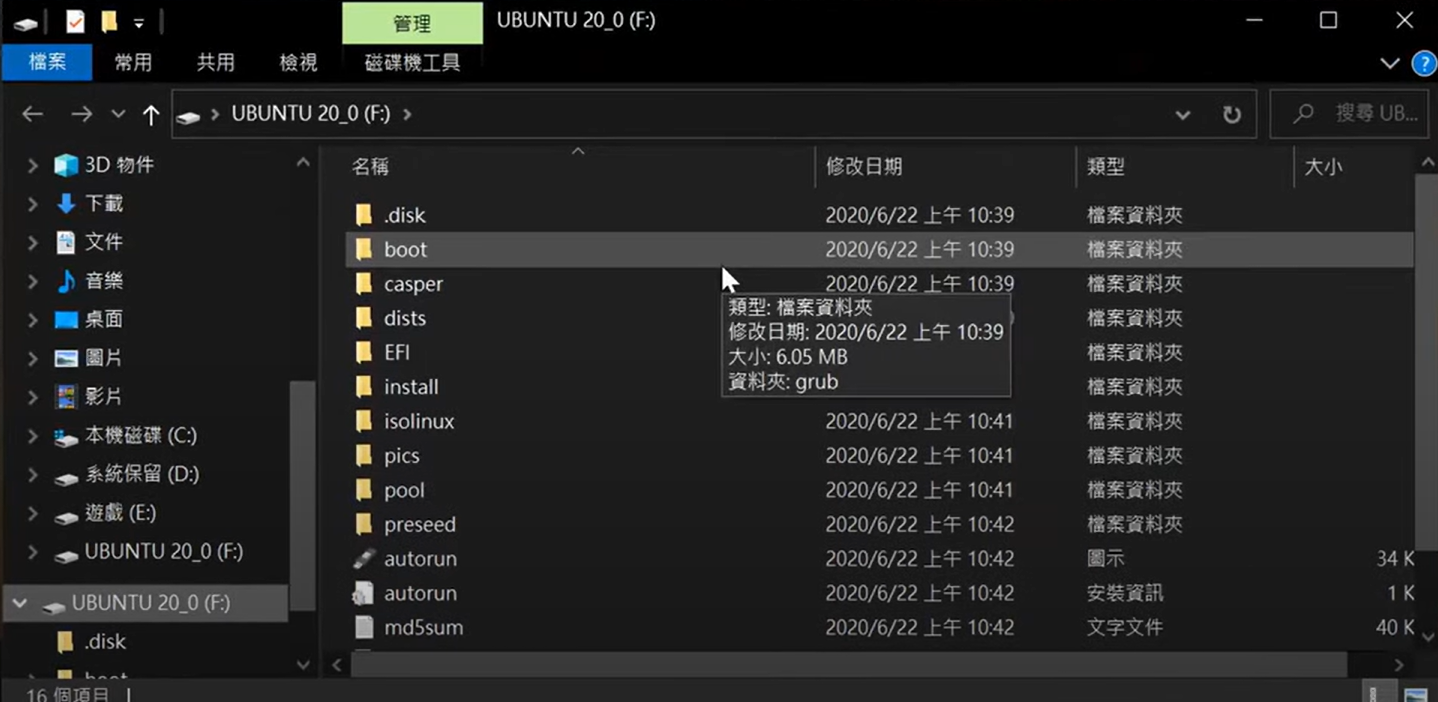 管理
UBUNTU 20_0 (F:)
檔案
常用
共用
檢視
磁碟機工具
?
UBUNTU 20_0 (F:)
搜尋 UB...
3D 物件
下載
文件
音樂
桌面
圖片
影片
本機磁碟 (C:)
系統保留 (D:)
遊戲 (E:)
UBUNTU 20_0 (F:)
UBUNTU 20_0 (F:)
.disk
boot
名稱 修改日期 類型 大小
.disk 2020/6/22 上午 10:39 檔案資料夾
boot 2020/6/22 上午 10:39 檔案資料夾
casper 2020/6/22 上午 10:39 檔案資料夾
dists 檔案資料夾
EFI 檔案資料夾
install 檔案資料夾
isolinux 2020/6/22 上午 10:41 檔案資料夾
pics 2020/6/22 上午 10:41 檔案資料夾
pool 2020/6/22 上午 10:41 檔案資料夾
preseed 2020/6/22 上午 10:42 檔案資料夾
autorun 2020/6/22 上午 10:42 圖示 34 K
autorun 2020/6/22 上午 10:42 安裝資訊 1 K
md5sum 2020/6/22 上午 10:42 文字文件 40 K
類型: 檔案資料夾
修改日期: 2020/6/22 上午 10:39
大小: 6.05 MB
資料夾: grub
16 個項目